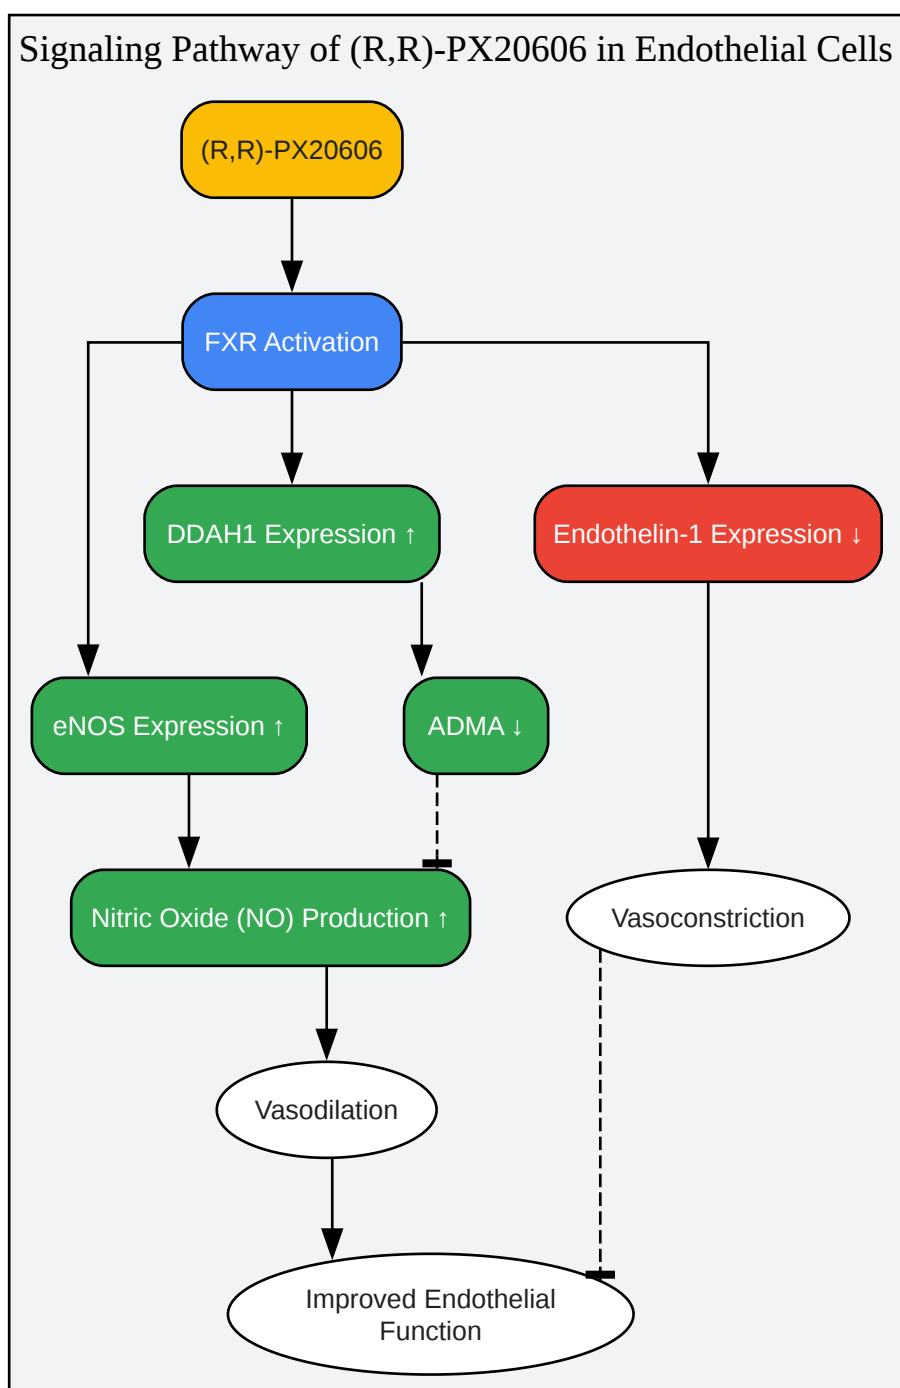 Signaling Pathway of (R,R)-PX20606 in Endothelial Cells
(R,R)-PX20606
FXR Activation
DDAH1 Expression ↑
Endothelin-1 Expression ↓
eNOS Expression ↑
ADMA ↓
Nitric Oxide (NO) Production ↑
Vasoconstriction
Vasodilation
Improved Endothelial
Function